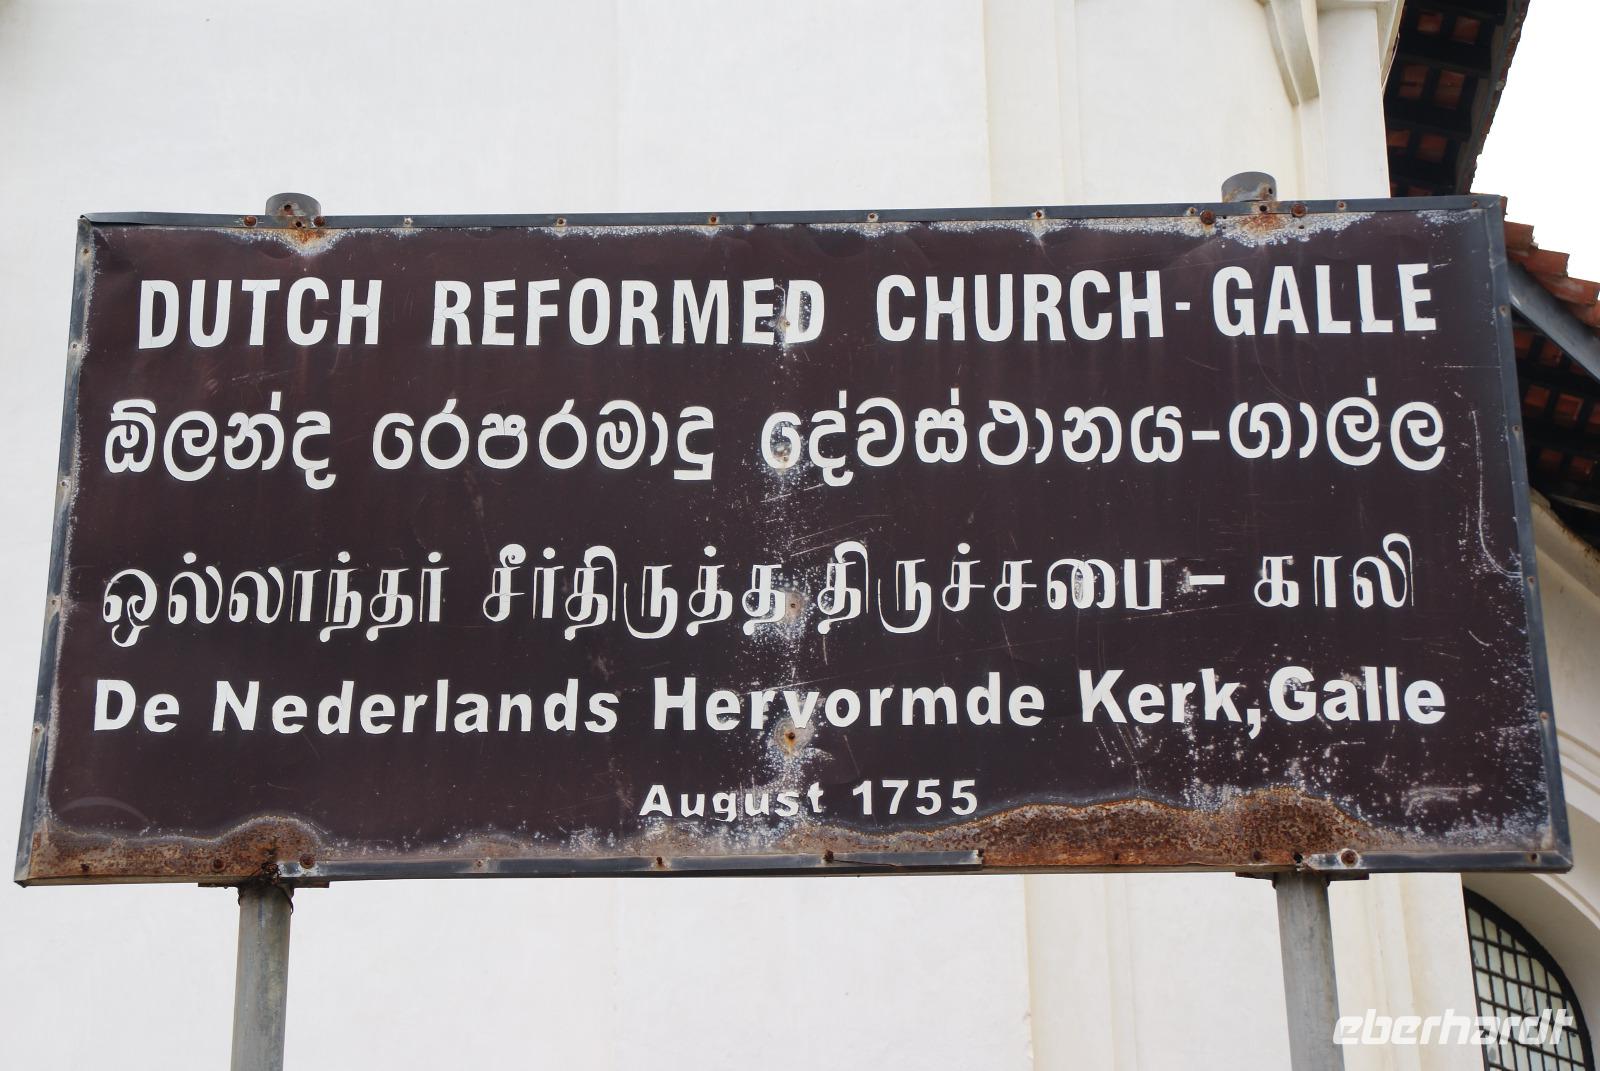 DUTCH REFORMED CHURCH - GALLE
ඕලන්ද රෙපරමාදු දේවස්ථානය - ගාල්ල
ஒல்லாந்தர் சீர்திருத்த திருச்சபை - காலி
De Nederlands Hervormde Kerk, Galle
August 1755
eberhardt